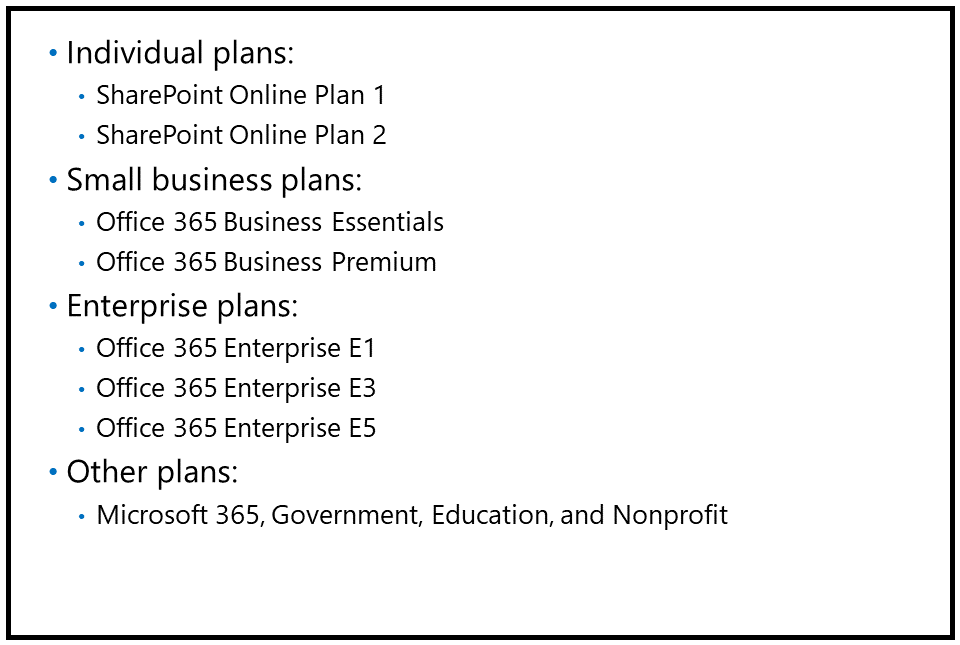 • Individual plans:
• SharePoint Online Plan 1
• SharePoint Online Plan 2
• Small business plans:
• Office 365 Business Essentials
• Office 365 Business Premium
• Enterprise plans:
• Office 365 Enterprise E1
• Office 365 Enterprise E3
• Office 365 Enterprise E5
• Other plans:
• Microsoft 365, Government, Education, and Nonprofit